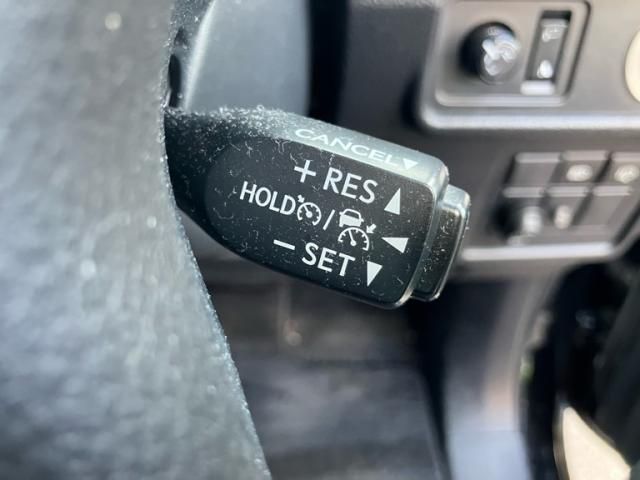 CANCEL▼
+ RES ▲
HOLD / ◀
− SET ▼